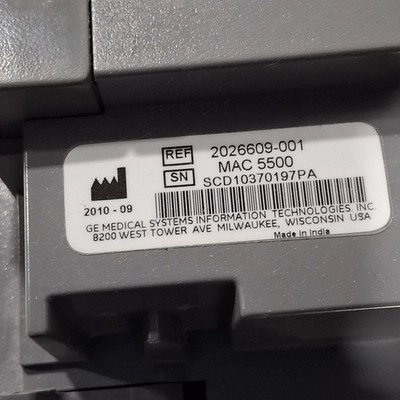 REF 2026609-001
MAC 5500
SN SCD10370197PA
2010-09
GE MEDICAL SYSTEMS INFORMATION TECHNOLOGIES, INC.
8200 WEST TOWER AVE MILWAUKEE, WISCONSIN USA
Made in India